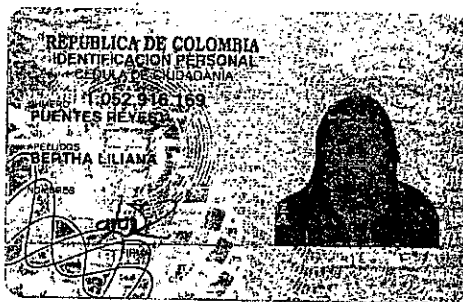 REPUBLICA DE COLOMBIA
IDENTIFICACION PERSONAL
CEDULA DE CIUDADANIA
NUMERO 1.052.916.169
PUENTES REYES
APELLIDOS
BERTHA LILIANA
NOMBRES
FIRMA